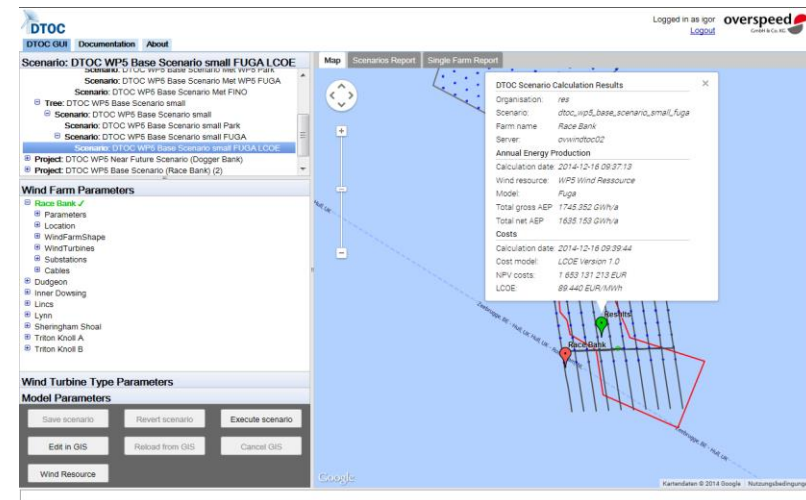 DTOC
Logged in as igor
Logout
overspeed
GmbH & Co. KG
DTOC GUI Documentation About
Scenario: DTOC WP5 Base Scenario small FUGA LCOE
Scenario: DTOC WP5 Base Scenario Met WP5 Park
Scenario: DTOC WP5 Base Scenario Met WP5 FUGA
Scenario: DTOC WP5 Base Scenario Met FINO
Tree: DTOC WP5 Base Scenario small
Scenario: DTOC WP5 Base Scenario small
Scenario: DTOC WP5 Base Scenario small Park
Scenario: DTOC WP5 Base Scenario small FUGA
Scenario: DTOC WP5 Base Scenario small FUGA LCOE
Project: DTOC WP5 Near Future Scenario (Dogger Bank)
Project: DTOC WP5 Base Scenario (Race Bank) (2)
Wind Farm Parameters
Race Bank ✓
Parameters
Location
WindFarmShape
WindTurbines
Substations
Cables
Dudgeon
Inner Dowsing
Lincs
Lynn
Sheringham Shoal
Triton Knoll A
Triton Knoll B
Wind Turbine Type Parameters
Model Parameters
Save scenario Revert scenario Execute scenario
Edit in GIS Reload from GIS Cancel GIS
Wind Resource
Map Scenarios Report Single Farm Report
DTOC Scenario Calculation Results
Organisation: res
Scenario: dtoc_wp5_base_scenario_small_fuga
Farm name Race Bank
Server: ovwindtoc02
Annual Energy Production
Calculation date: 2014-12-16 09:37:13
Wind resource: WP5 Wind Ressource
Model: Fuga
Total gross AEP 1745.352 GWh/a
Total net AEP 1635.153 GWh/a
Costs
Calculation date: 2014-12-16 09:39:44
Cost model: LCOE Version 1.0
NPV costs: 1 653 131 213 EUR
LCOE: 89.440 EUR/MWh
Results
Race Bank
Hull, UK
Zeebrugge, BE - Hull, UK
Zeebrugge, BE - Hull, UK
Google
Kartendaten © 2014 Google Nutzungsbedingungen